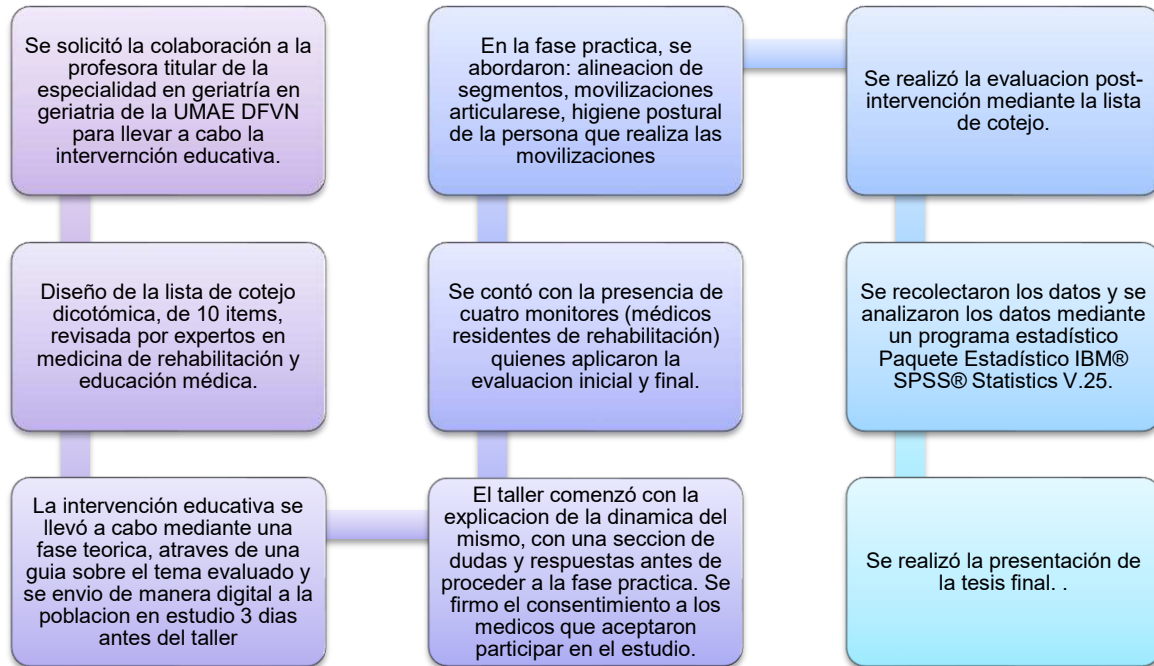 Se solicitó la colaboración a la
profesora titular de la
especialidad en geriatría en
geriatria de la UMAE DFVN
para llevar a cabo la
intervernción educativa.
Diseño de la lista de cotejo
dicotómica, de 10 items,
revisada por expertos en
medicina de rehabilitación y
educación médica.
La intervención educativa se
llevó a cabo mediante una
fase teorica, atraves de una
guia sobre el tema evaluado y
se envio de manera digital a la
poblacion en estudio 3 dias
antes del taller
El taller comenzó con la
explicacion de la dinamica del
mismo, con una seccion de
dudas y respuestas antes de
proceder a la fase practica. Se
firmo el consentimiento a los
medicos que aceptaron
participar en el estudio.
Se contó con la presencia de
cuatro monitores (médicos
residentes de rehabilitación)
quienes aplicaron la
evaluacion inicial y final.
En la fase practica, se
abordaron: alineacion de
segmentos, movilizaciones
articularese, higiene postural
de la persona que realiza las
movilizaciones
Se realizó la evaluacion post-
intervención mediante la lista
de cotejo.
Se recolectaron los datos y se
analizaron los datos mediante
un programa estadístico
Paquete Estadístico IBM®
SPSS® Statistics V.25.
Se realizó la presentación de
la tesis final. .